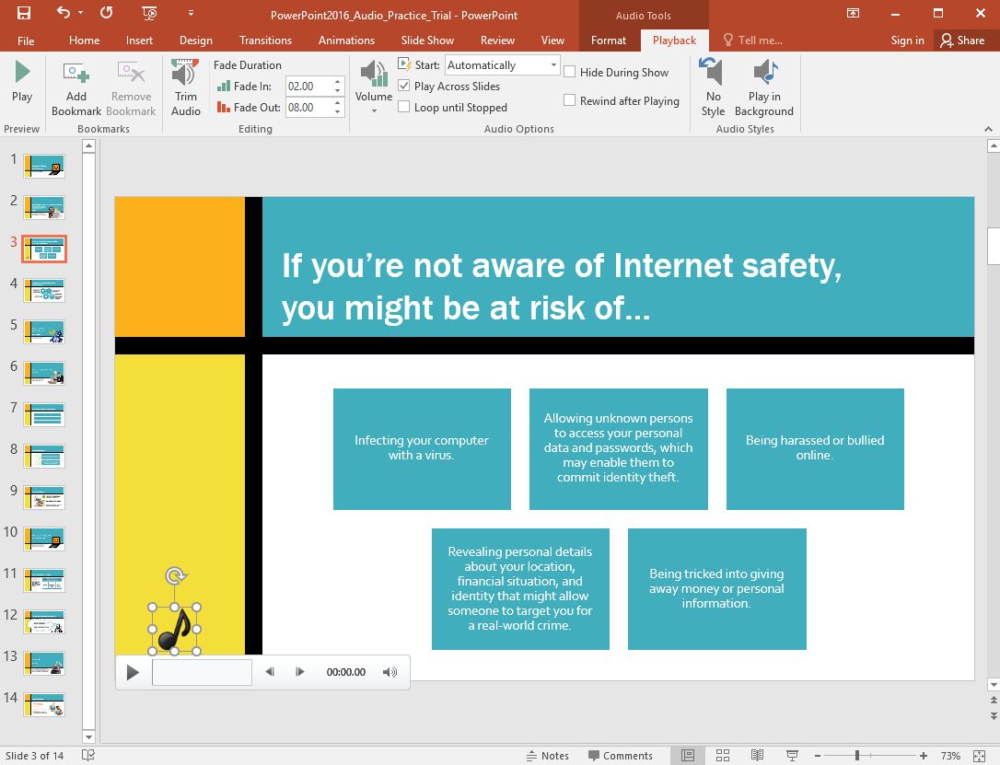 PowerPoint2016_Audio_Practice_Trial - PowerPoint
Audio Tools
File Home Insert Design Transitions Animations Slide Show Review View Format Playback Tell me... Sign in Share
Play
Preview
Add Bookmark
Remove Bookmark
Bookmarks
Trim Audio
Fade Duration
Fade In: 02.00
Fade Out: 08.00
Editing
Volume
Start: Automatically
Play Across Slides
Loop until Stopped
Hide During Show
Rewind after Playing
Audio Options
No Style
Play in Background
Audio Styles
1
2
3
4
5
6
7
8
9
10
11
12
13
14
If you’re not aware of Internet safety,
you might be at risk of...
Infecting your computer
with a virus.
Allowing unknown persons
to access your personal
data and passwords, which
may enable them to
commit identity theft.
Being harassed or bullied
online.
Revealing personal details
about your location,
financial situation, and
identity that might allow
someone to target you for
a real-world crime.
Being tricked into giving
away money or personal
information.
00:00.00
Slide 3 of 14 Notes Comments 73%